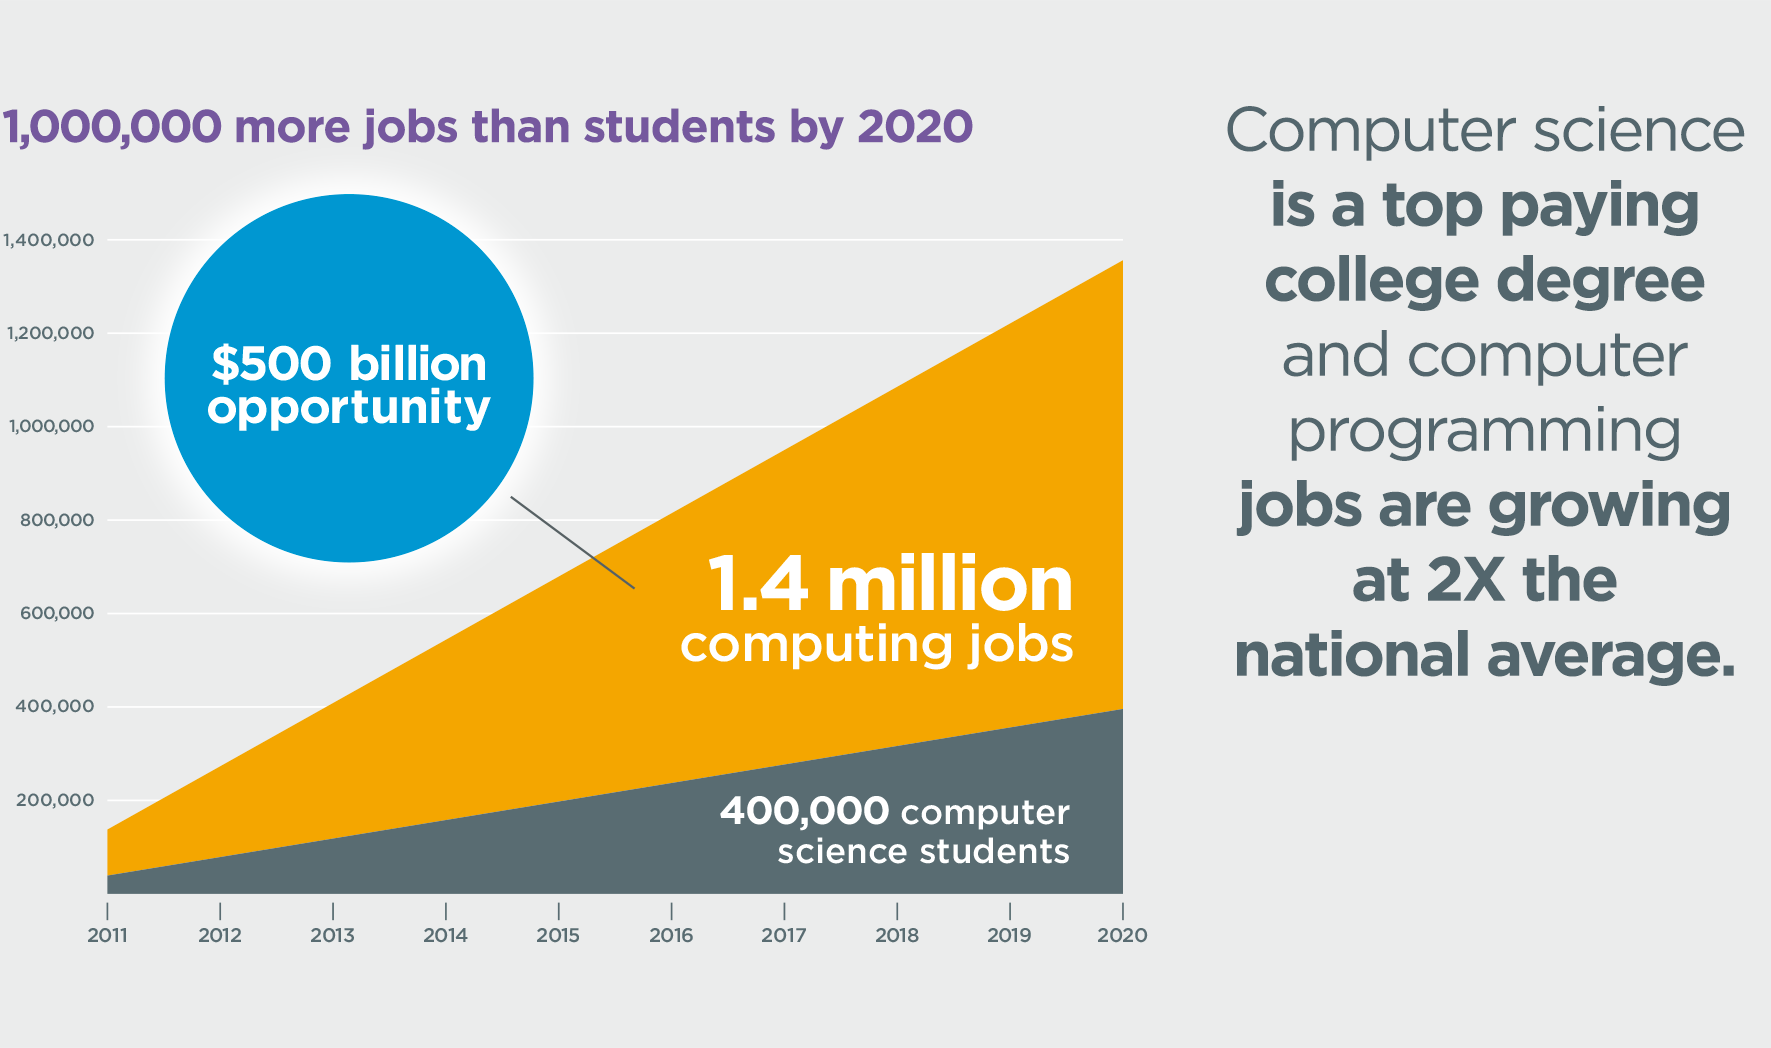 1,000,000 more jobs than students by 2020
1,400,000
1,200,000
1,000,000
800,000
600,000
400,000
200,000
$500 billion
opportunity
1.4 million
computing jobs
400,000 computer
science students
2011
2012
2013
2014
2015
2016
2017
2018
2019
2020
Computer science
is a top paying
college degree
and computer
programming
jobs are growing
at 2X the
national average.